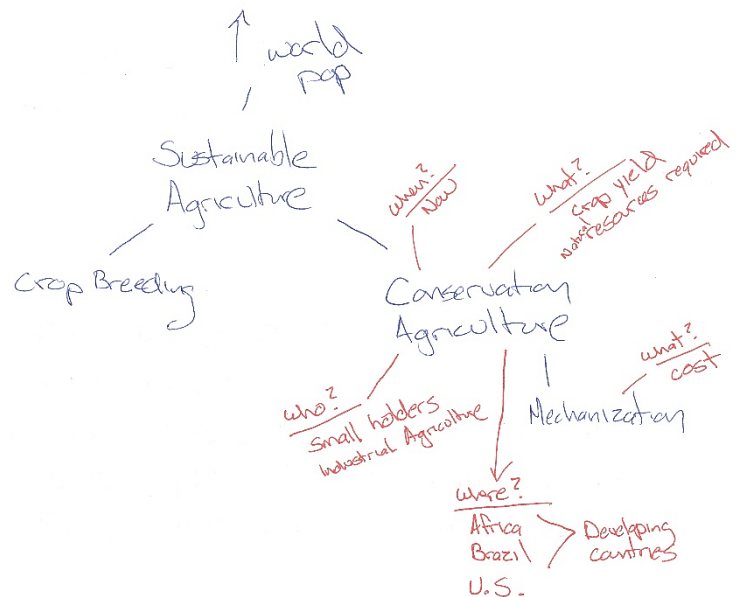 ↑ world
pop
Sustainable
Agriculture
Crop Breeding
when?
Now
what?
crop yield
Natural resources required
Conservation
Agriculture
who?
small holders
Industrial Agriculture
what?
cost
Mechanization
where?
Africa
Brazil
U.S.
Developing
countries